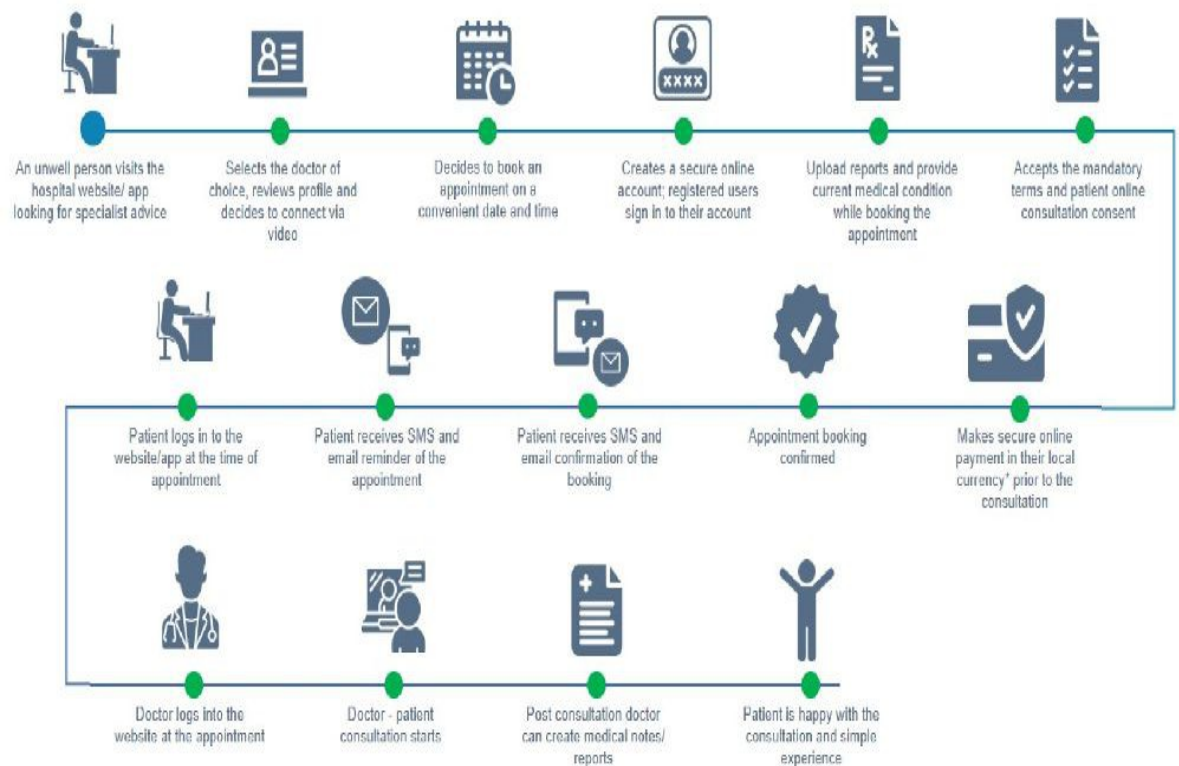 An unwell person visits the
hospital website/ app
looking for specialist advice
Selects the doctor of
choice, reviews profile and
decides to connect via
video
Decides to book an
appointment on a
convenient date and time
XXXX
Creates a secure online
account; registered users
sign in to their account
Rx
Upload reports and provide
current medical condition
while booking the
appointment
Accepts the mandatory
terms and patient online
consultation consent
Patient logs in to the
website/app at the time of
appointment
Patient receives SMS and
email reminder of the
appointment
Patient receives SMS and
email confirmation of the
booking
Appointment booking
confirmed
Makes secure online
payment in their local
currency* prior to the
consultation
Doctor logs into the
website at the appointment
Doctor - patient
consultation starts
Post consultation doctor
can create medical notes/
reports
Patient is happy with the
consultation and simple
experience